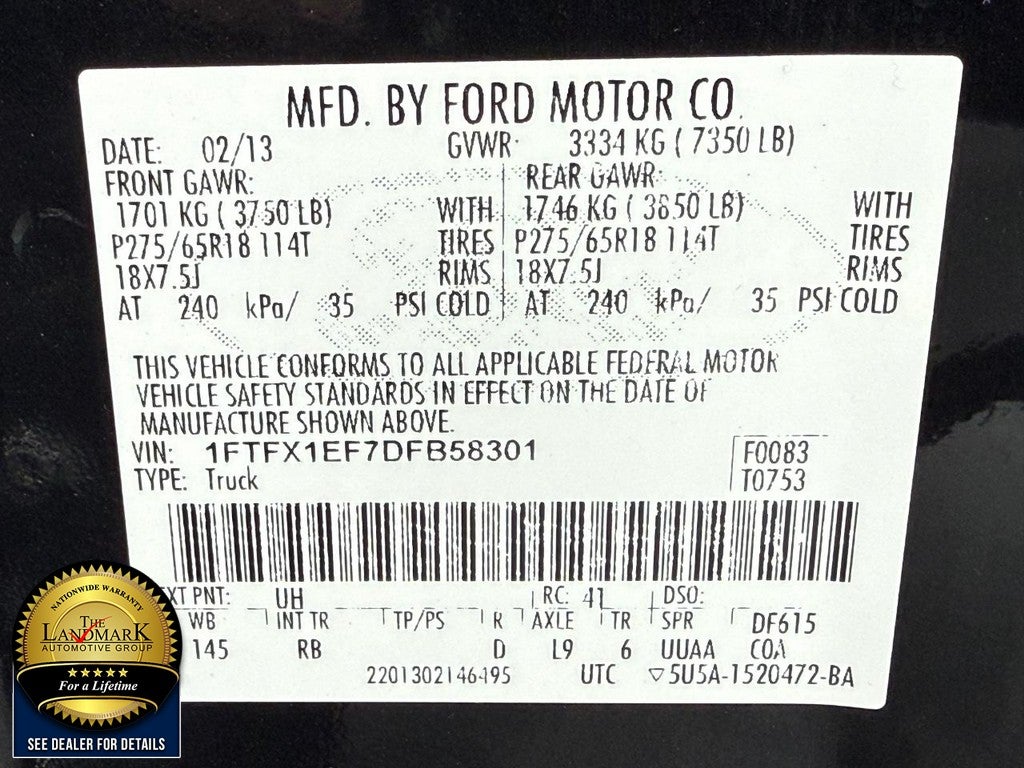 MFD. BY FORD MOTOR CO.
DATE: 02/13 GVWR: 3334 KG ( 7350 LB)
FRONT GAWR: REAR GAWR:
1701 KG ( 3750 LB) WITH 1746 KG ( 3850 LB) WITH
P275/65R18 114T TIRES P275/65R18 114T TIRES
18X7.5J RIMS 18X7.5J RIMS
AT 240 kPa/ 35 PSI COLD AT 240 kPa/ 35 PSI COLD
THIS VEHICLE CONFORMS TO ALL APPLICABLE FEDERAL MOTOR
VEHICLE SAFETY STANDARDS IN EFFECT ON THE DATE OF
MANUFACTURE SHOWN ABOVE.
VIN: 1FTFX1EF7DFB58301 F0083
TYPE: Truck T0753
XT PNT: UH RC: 41 DSO:
WB INT TR TP/PS R AXLE TR SPR DF615
145 RB D L9 6 UUAA COA
2201302146495 UTC ▽5U5A-1520472-BA
NATIONWIDE WARRANTY
THE
LANDMARK
AUTOMOTIVE GROUP
★★★★★
For a Lifetime
SEE DEALER FOR DETAILS